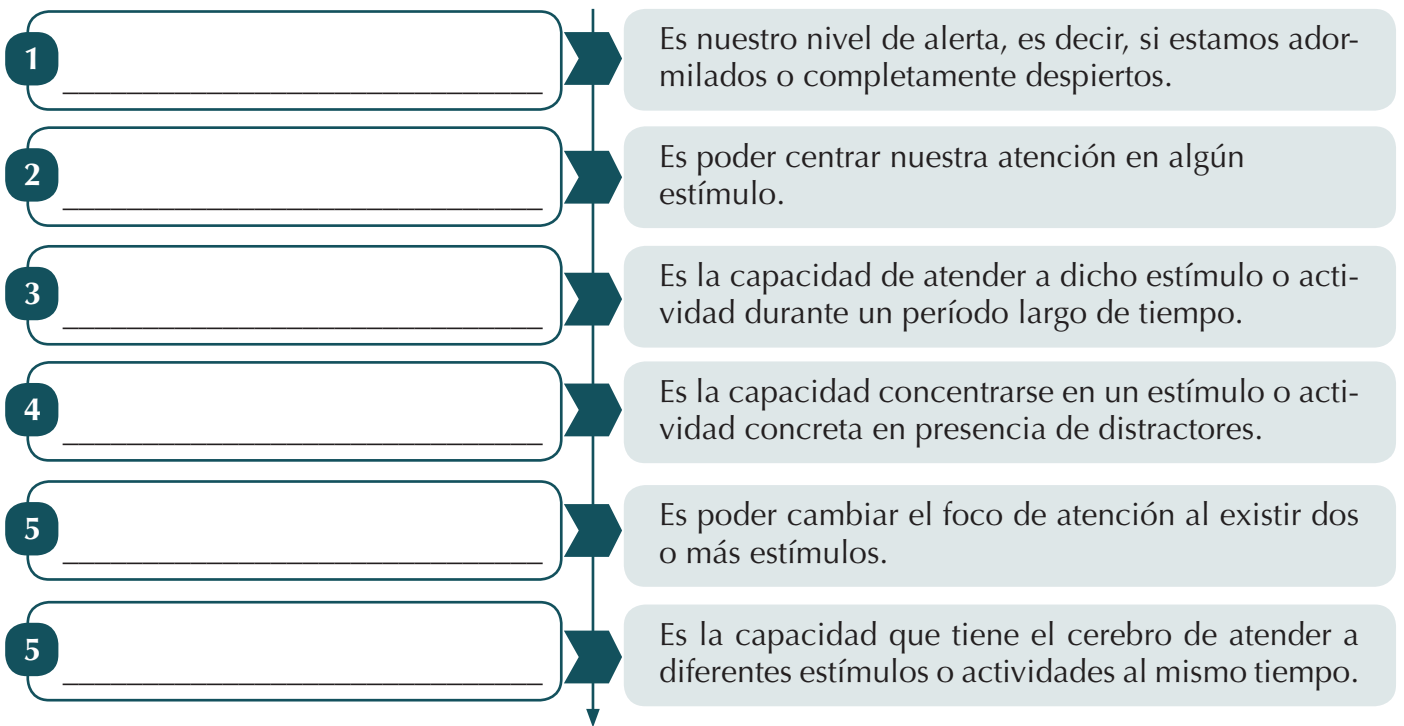 1
Es nuestro nivel de alerta, es decir, si estamos ador-
milados o completamente despiertos.
2
Es poder centrar nuestra atención en algún
estímulo.
3
Es la capacidad de atender a dicho estímulo o acti-
vidad durante un período largo de tiempo.
4
Es la capacidad concentrarse en un estímulo o acti-
vidad concreta en presencia de distractores.
5
Es poder cambiar el foco de atención al existir dos
o más estímulos.
5
Es la capacidad que tiene el cerebro de atender a
diferentes estímulos o actividades al mismo tiempo.